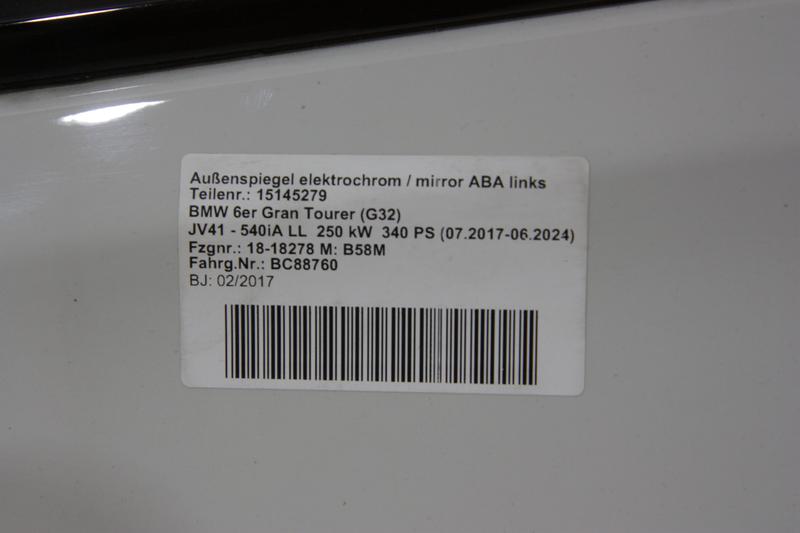 Außenspiegel elektrochrom / mirror ABA links
Teilenr.: 15145279
BMW 6er Gran Tourer (G32)
JV41 - 540iA LL 250 kW 340 PS (07.2017-06.2024)
Fzgnr.: 18-18278 M: B58M
Fahrg.Nr.: BC88760
BJ: 02/2017